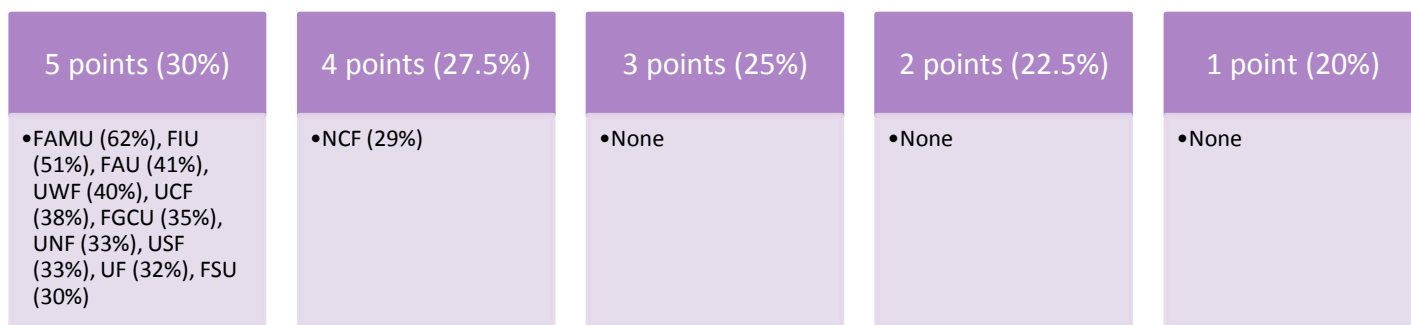 5 points (30%)
•FAMU (62%), FIU
(51%), FAU (41%),
UWF (40%), UCF
(38%), FGCU (35%),
UNF (33%), USF
(33%), UF (32%), FSU
(30%)
4 points (27.5%)
•NCF (29%)
3 points (25%)
•None
2 points (22.5%)
•None
1 point (20%)
•None